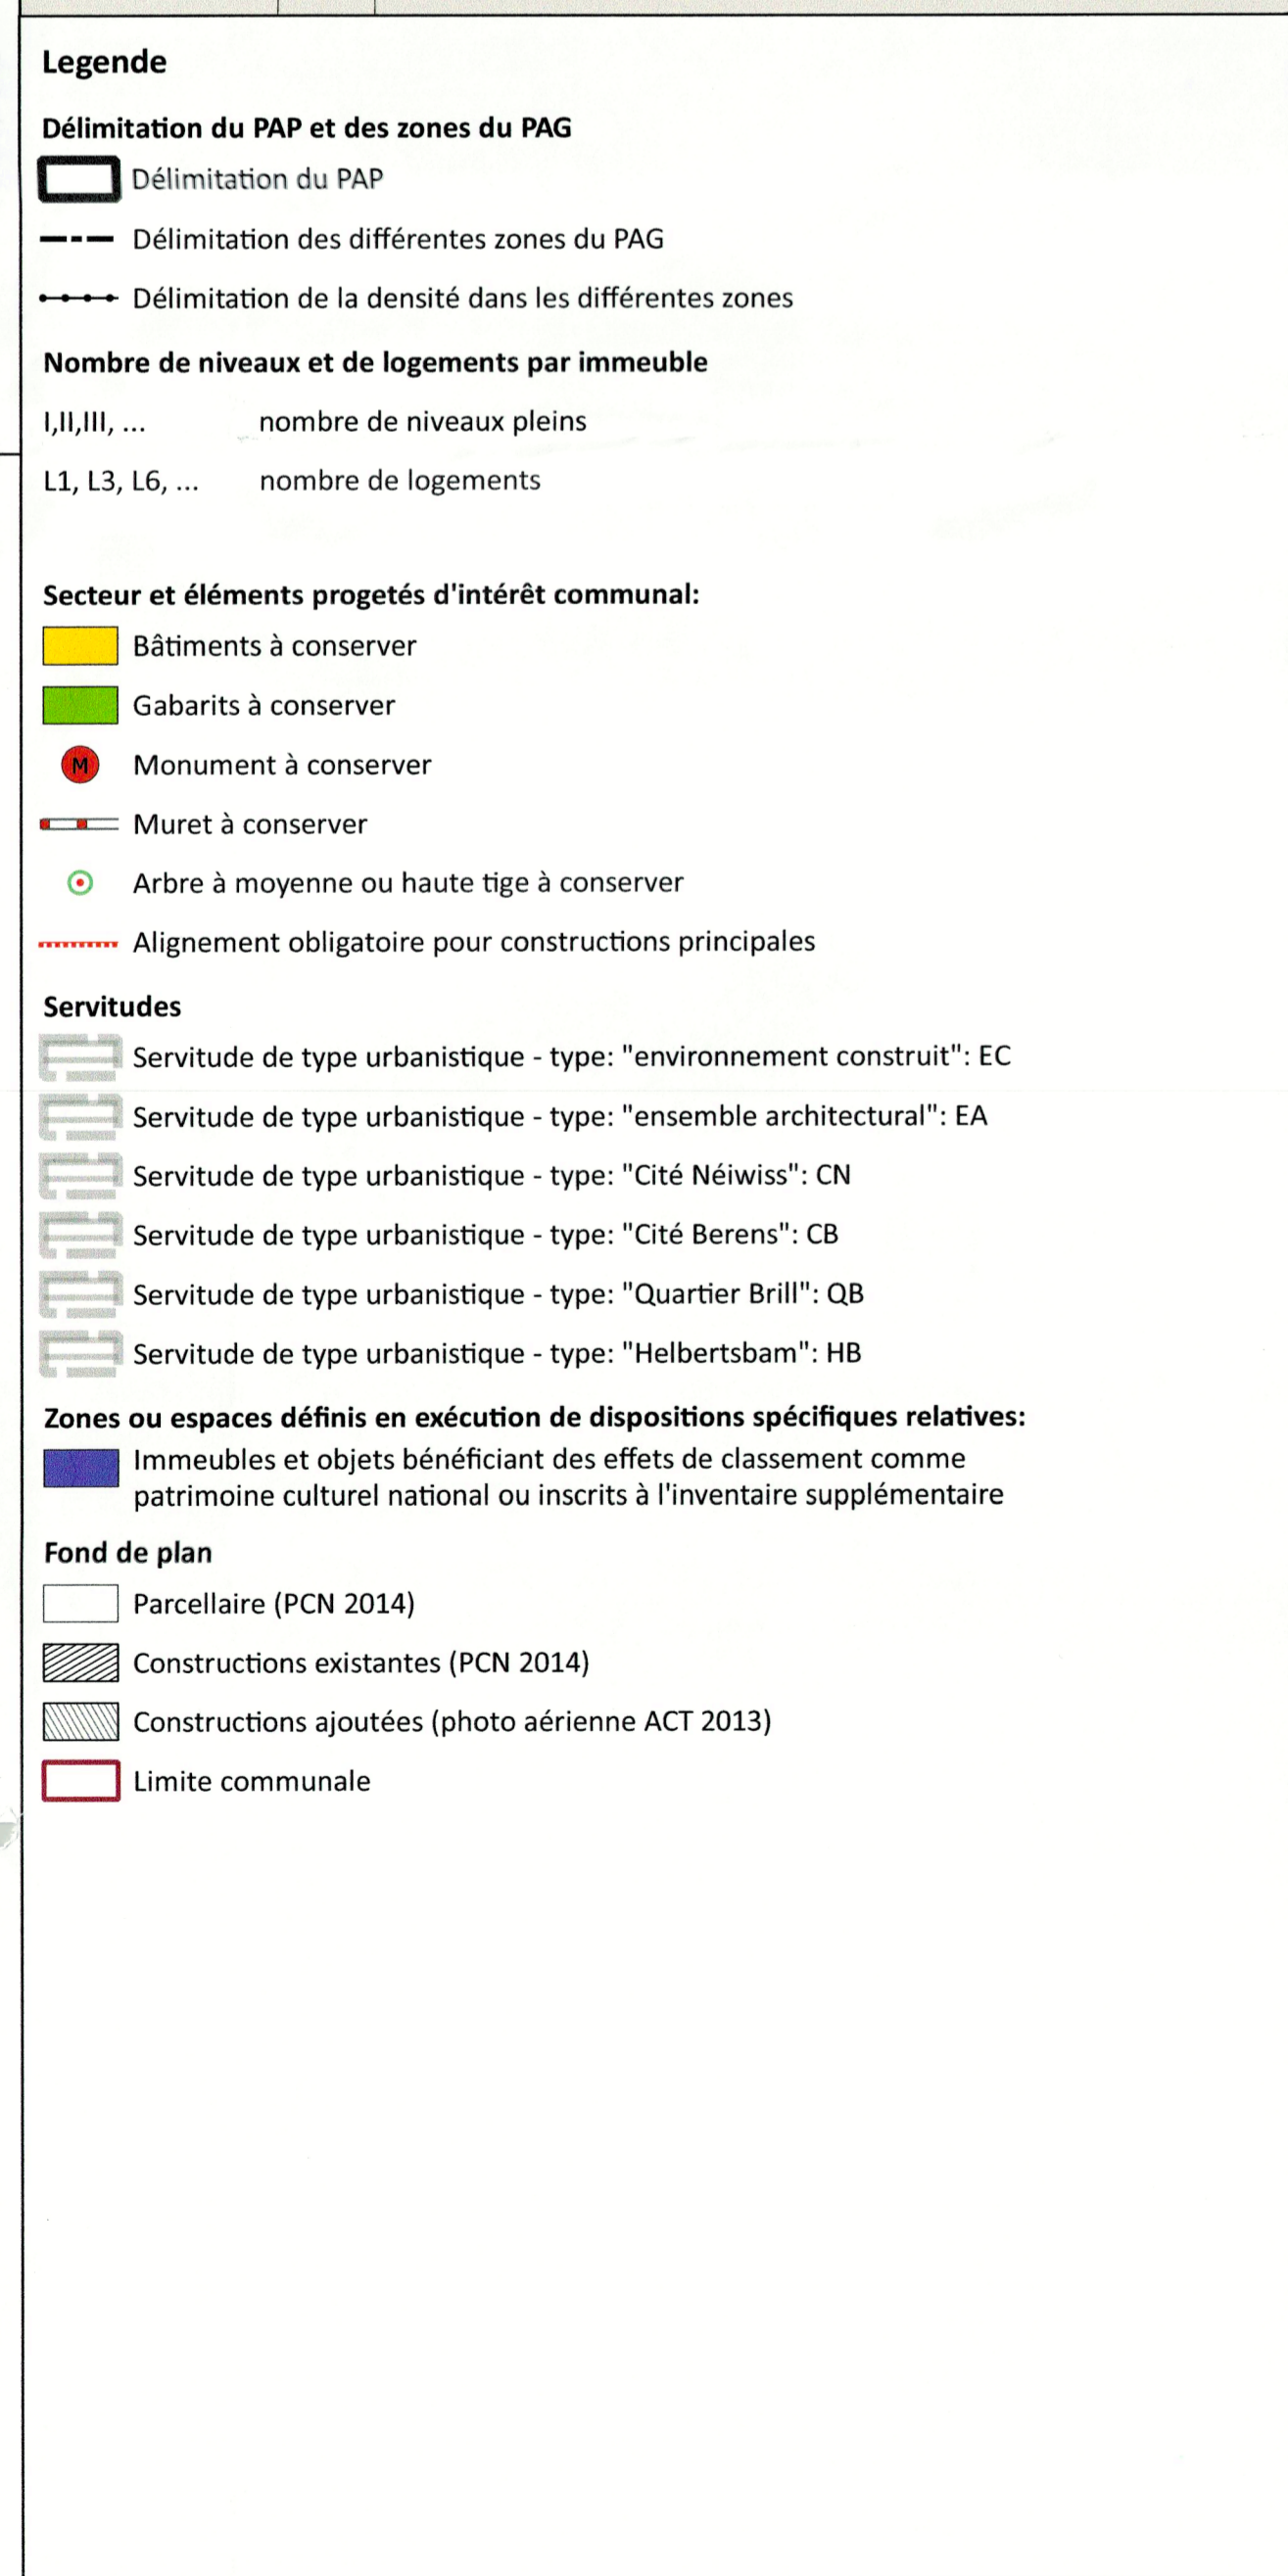 Legende
Délimitation du PAP et des zones du PAG
Délimitation du PAP
Délimitation des différentes zones du PAG
Délimitation de la densité dans les différentes zones
Nombre de niveaux et de logements par immeuble
I,II,III, ... nombre de niveaux pleins
L1, L3, L6, ... nombre de logements
Secteur et éléments progetés d'intérêt communal:
Bâtiments à conserver
Gabarits à conserver
M Monument à conserver
Muret à conserver
Arbre à moyenne ou haute tige à conserver
Alignement obligatoire pour constructions principales
Servitudes
Servitude de type urbanistique - type: "environnement construit": EC
Servitude de type urbanistique - type: "ensemble architectural": EA
Servitude de type urbanistique - type: "Cité Néiwiss": CN
Servitude de type urbanistique - type: "Cité Berens": CB
Servitude de type urbanistique - type: "Quartier Brill": QB
Servitude de type urbanistique - type: "Helbertsbam": HB
Zones ou espaces définis en exécution de dispositions spécifiques relatives:
Immeubles et objets bénéficiant des effets de classement comme
patrimoine culturel national ou inscrits à l'inventaire supplémentaire
Fond de plan
Parcellaire (PCN 2014)
Constructions existantes (PCN 2014)
Constructions ajoutées (photo aérienne ACT 2013)
Limite communale